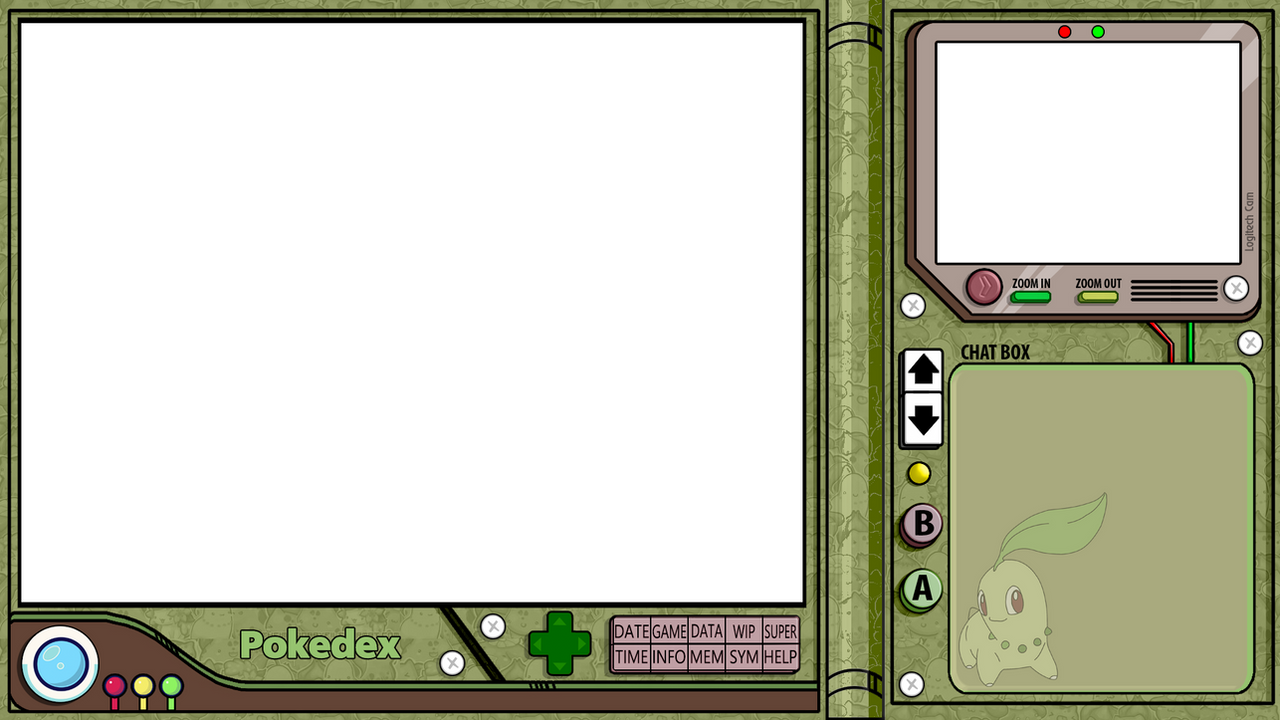 Logitech Cam
ZOOM IN
ZOOM OUT
CHAT BOX
B
A
Pokedex
DATE GAME DATA WIP SUPER
TIME INFO MEM SYM HELP